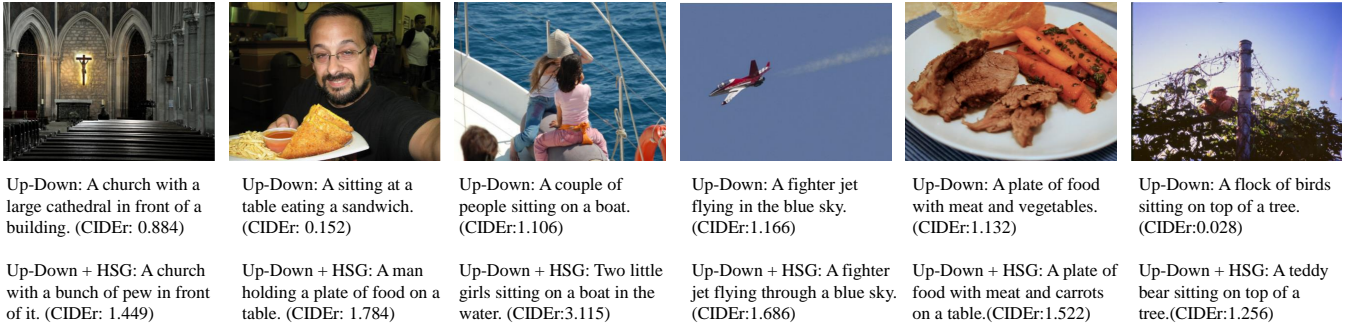 Up-Down: A church with a
large cathedral in front of a
building. (CIDEr: 0.884)
Up-Down: A sitting at a
table eating a sandwich.
(CIDEr: 0.152)
Up-Down: A couple of
people sitting on a boat.
(CIDEr:1.106)
Up-Down: A fighter jet
flying in the blue sky.
(CIDEr:1.166)
Up-Down: A plate of food
with meat and vegetables.
(CIDEr:1.132)
Up-Down: A flock of birds
sitting on top of a tree.
(CIDEr:0.028)
Up-Down + HSG: A church
with a bunch of pew in front
of it. (CIDEr: 1.449)
Up-Down + HSG: A man
holding a plate of food on a
table. (CIDEr: 1.784)
Up-Down + HSG: Two little
girls sitting on a boat in the
water. (CIDEr:3.115)
Up-Down + HSG: A fighter
jet flying through a blue sky.
(CIDEr:1.686)
Up-Down + HSG: A plate of
food with meat and carrots
on a table.(CIDEr:1.522)
Up-Down + HSG: A teddy
bear sitting on top of a
tree.(CIDEr:1.256)